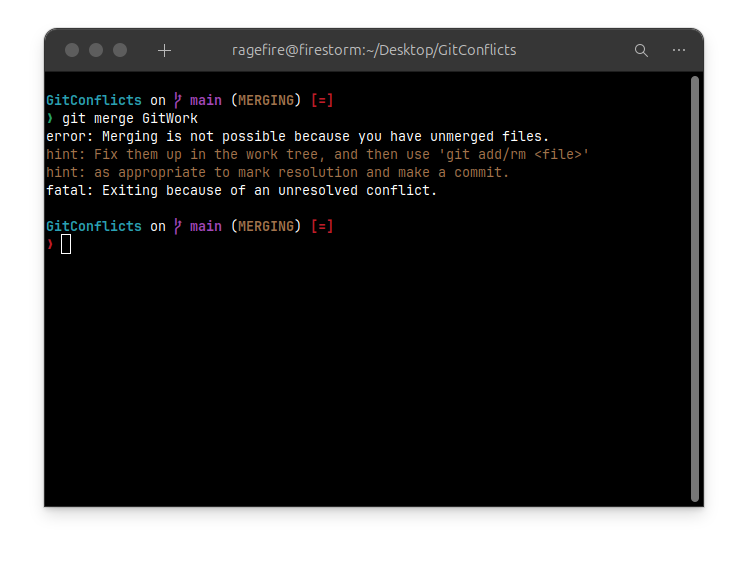 ragefire@firestorm:~/Desktop/GitConflicts
GitConflicts on main (MERGING) [=]
❯ git merge GitWork
error: Merging is not possible because you have unmerged files.
hint: Fix them up in the work tree, and then use 'git add/rm <file>'
hint: as appropriate to mark resolution and make a commit.
fatal: Exiting because of an unresolved conflict.
GitConflicts on main (MERGING) [=]
❯